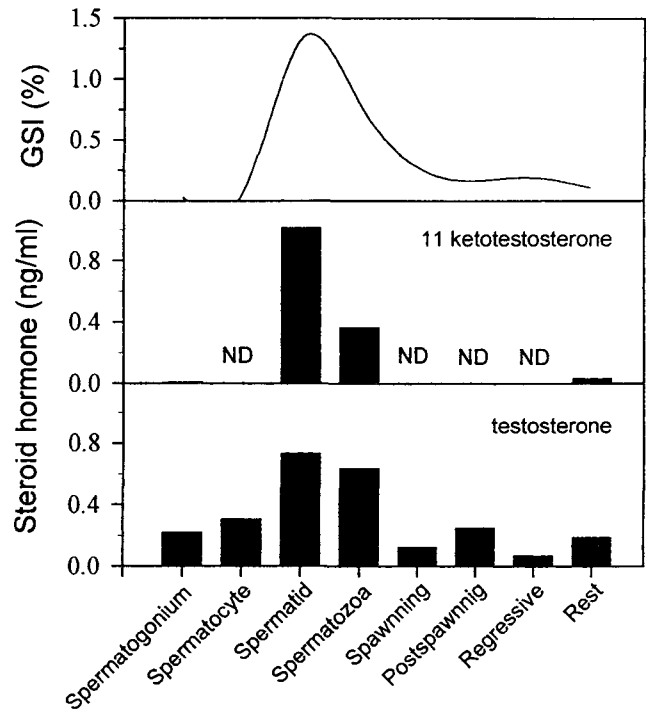 GSI (%)
1.5
1.0
0.5
0.0
Steroid hormone (ng/ml)
11 ketotestosterone
0.8
0.4
0.0
ND
ND
ND
ND
testosterone
0.8
0.4
0.0
Spermatogonium
Spermatocyte
Spermatid
Spermatozoa
Spawnning
Postspawnnig
Regressive
Rest